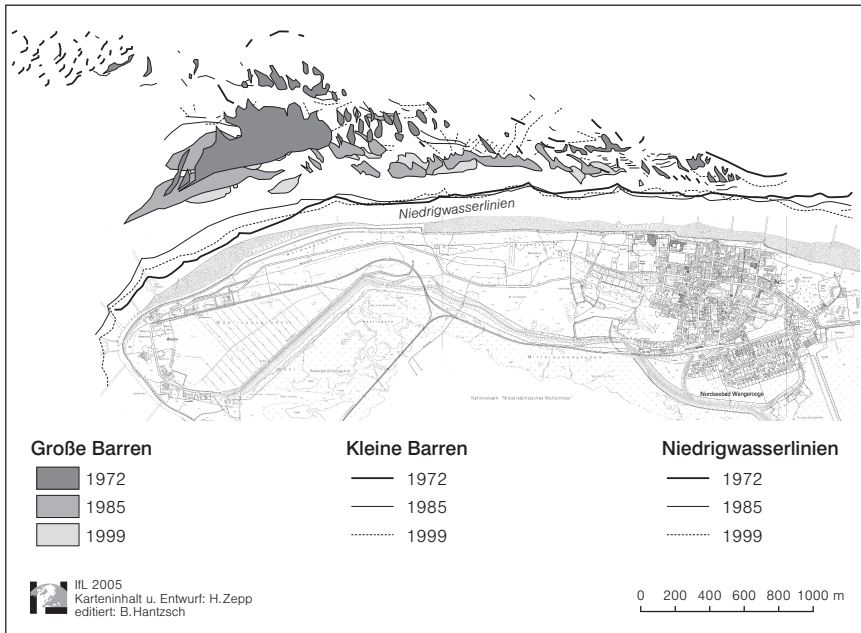 Niedrigwasserlinien
Nordseebad Wangerooge
Große Barren
1972
1985
1999
Kleine Barren
1972
1985
1999
Niedrigwasserlinien
1972
1985
1999
IfL 2005
Karteninhalt u. Entwurf: H.Zepp
editiert: B.Hantzsch
0 200 400 600 800 1000 m